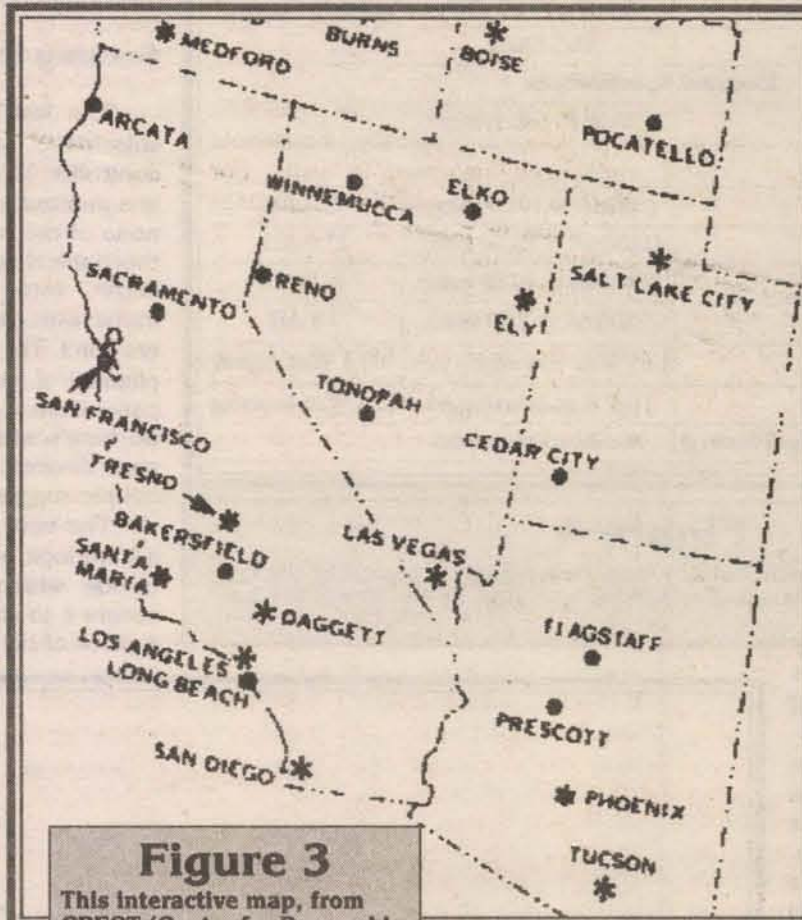 MEDFORD
BURNS
BOISE
ARCATA
POCATELLO
WINNEMUCCA
ELKO
SALT LAKE CITY
SACRAMENTO
RENO
ELY
TONOPAH
SAN FRANCISCO
CEDAR CITY
FRESNO
BAKERSFIELD
LAS VEGAS
SANTA
MARIA
DAGGETT
FLAGSTAFF
LOS ANGELES
LONG BEACH
PRESCOTT
SAN DIEGO
PHOENIX
TUCSON
Figure 3
This interactive map, from